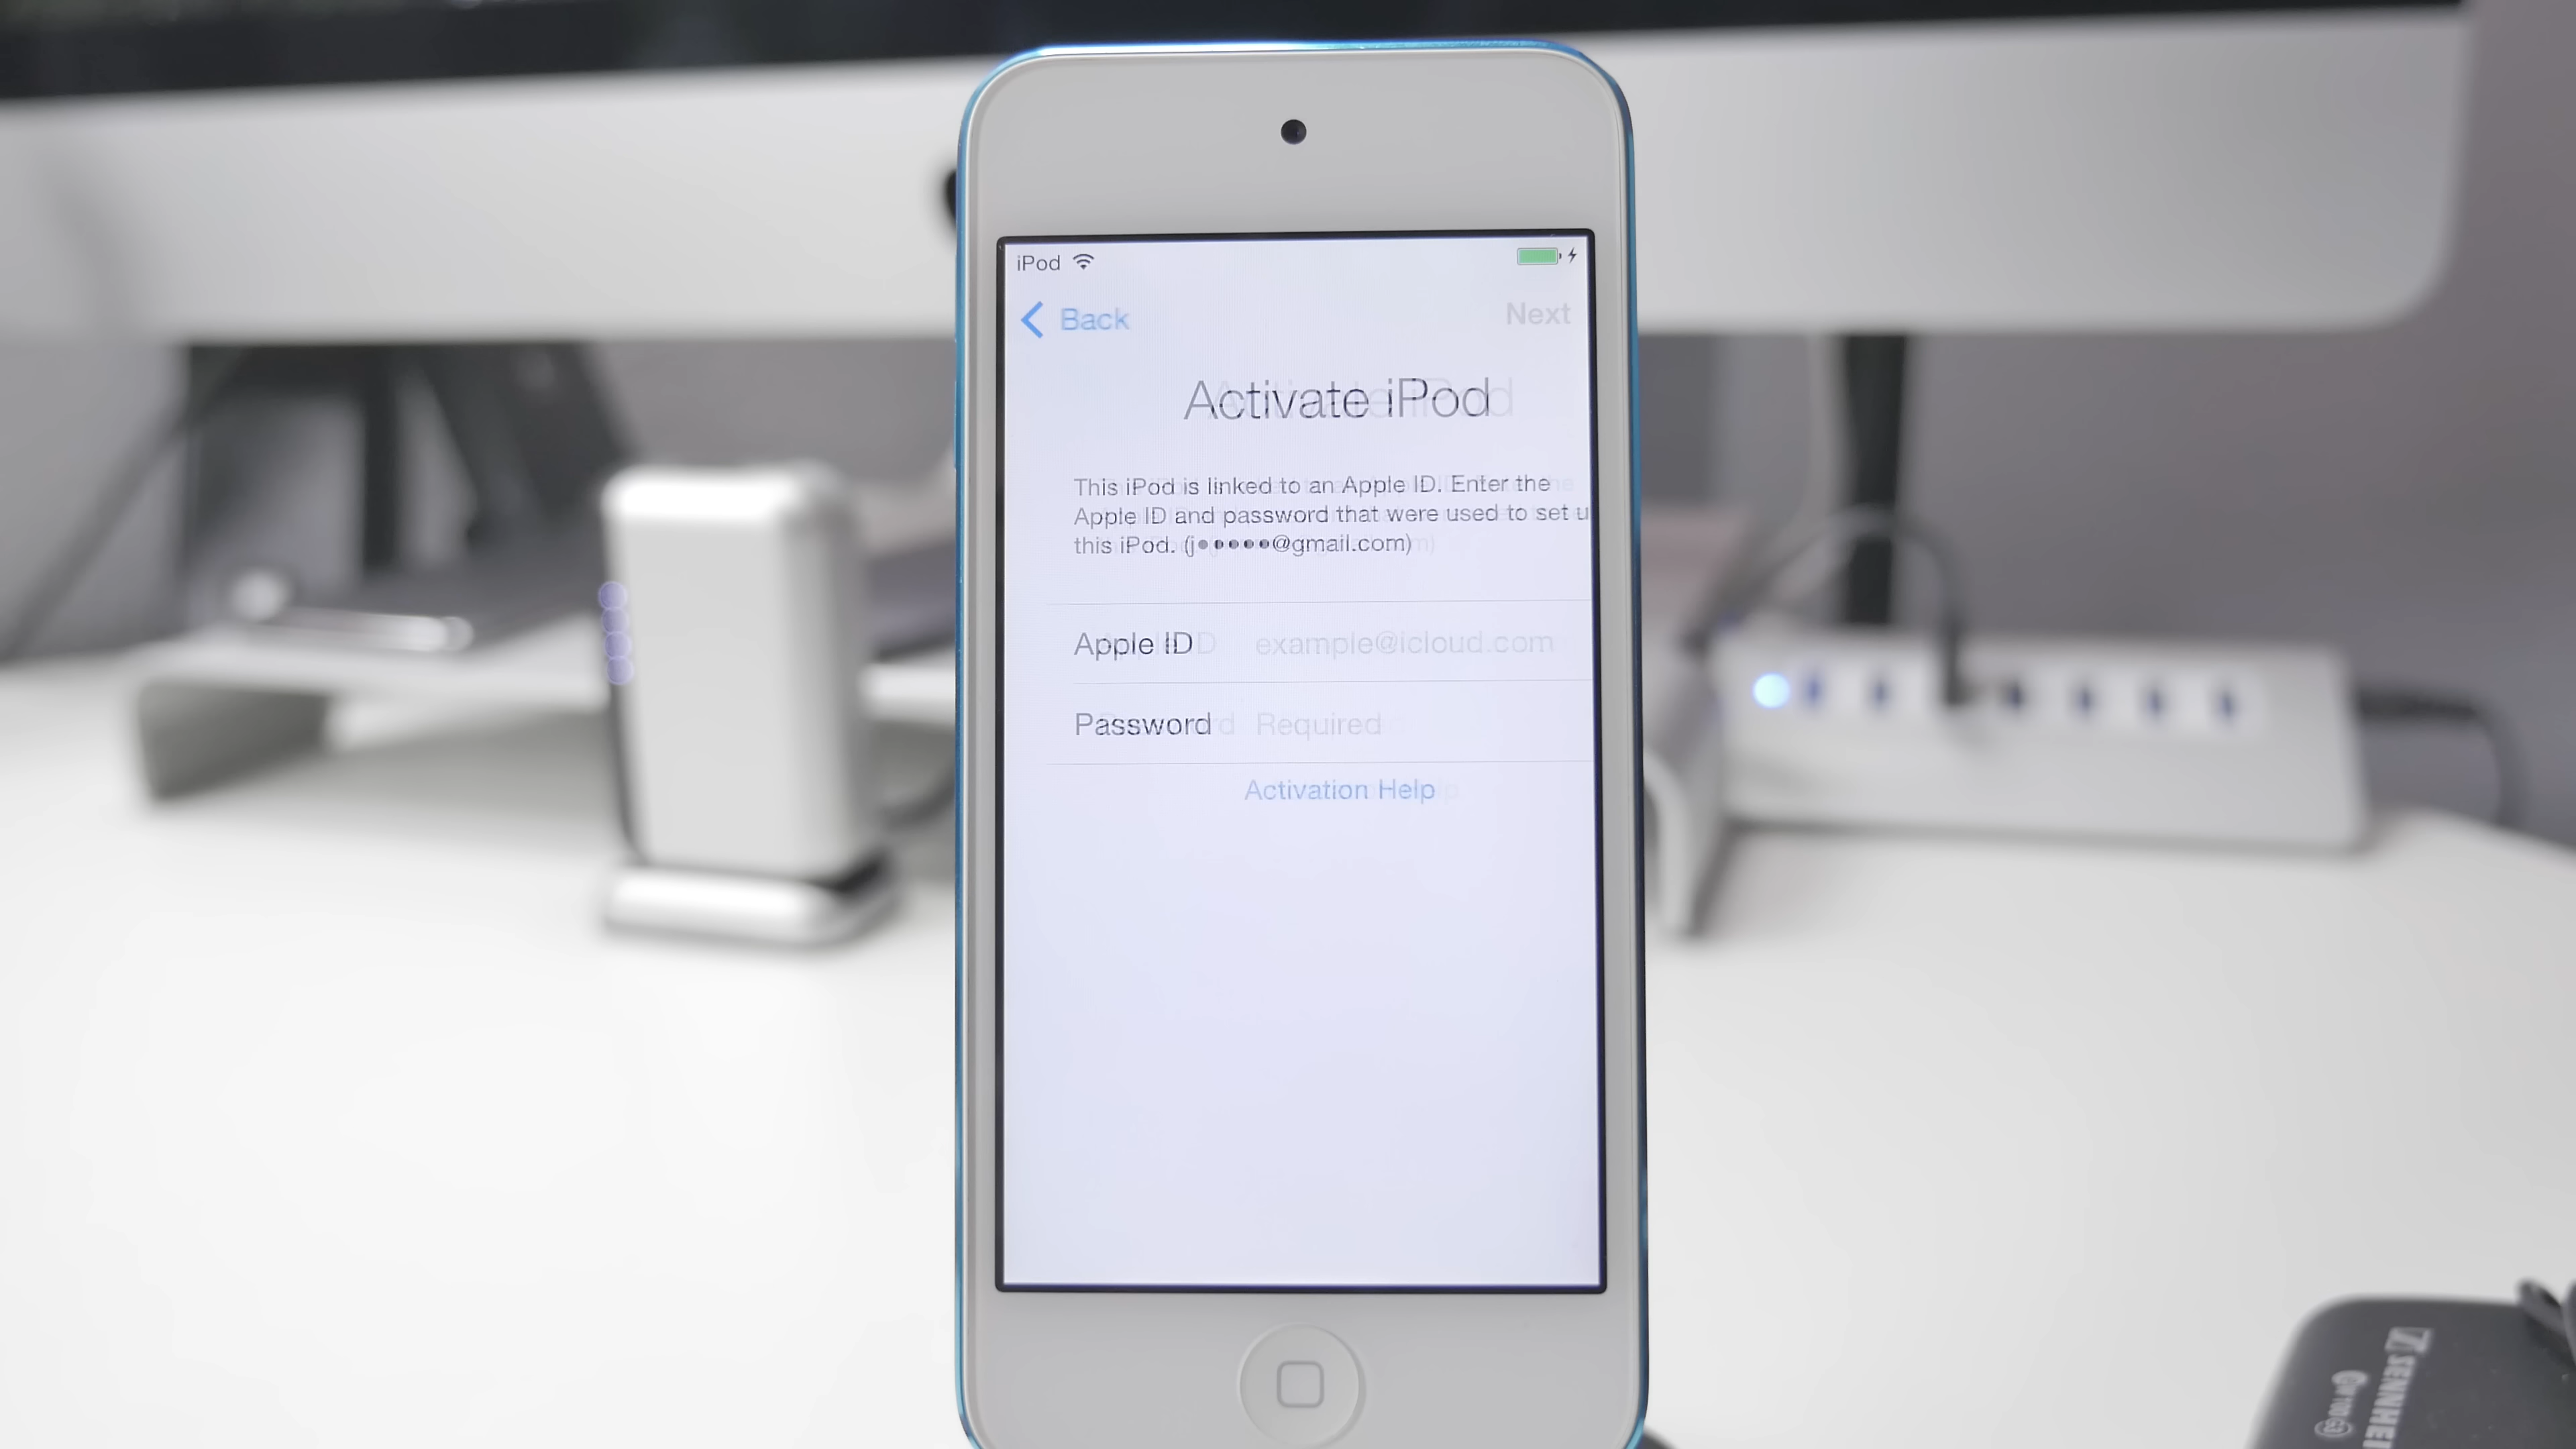 iPod
Back
Next
Activate iPod
This iPod is linked to an Apple ID. Enter the
Apple ID and password that were used to set u
this iPod. (j●●●●●@gmail.com)
Apple ID example@icloud.com
Password Required
Activation Help
SENNHEI